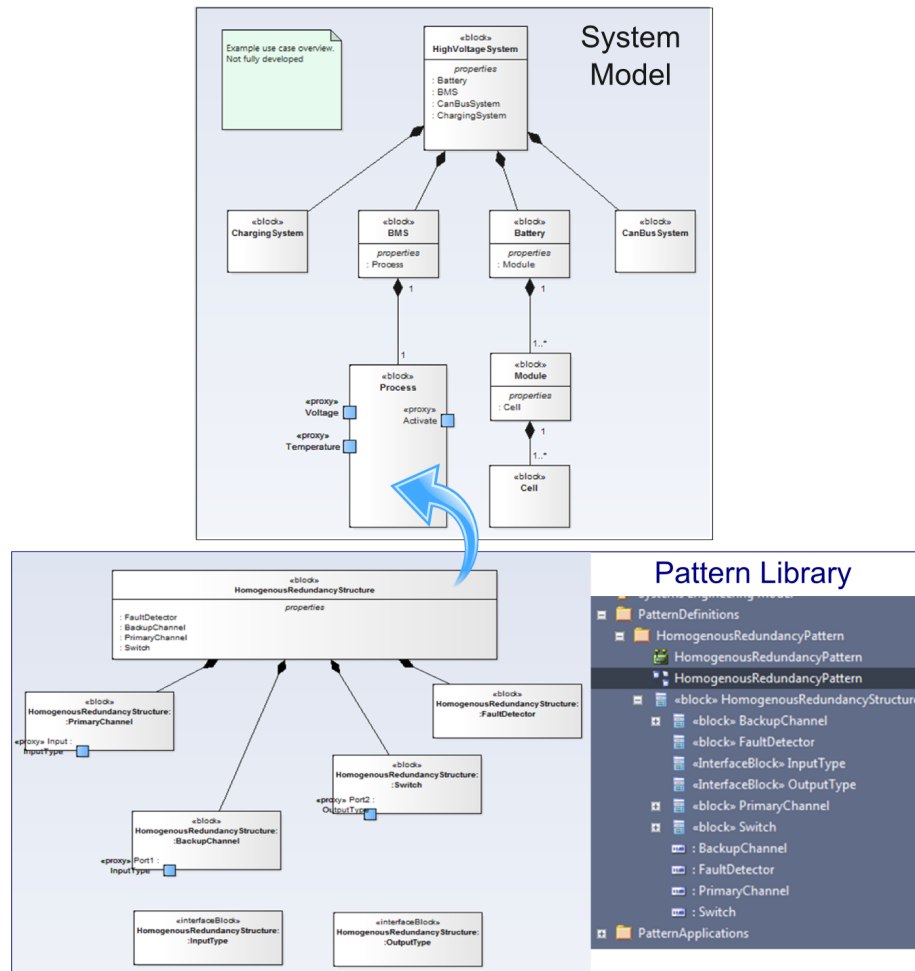 System
Model
Example use case overview.
Not fully developed
«block»
HighVoltageSystem
properties
: Battery
: BMS
: CanBusSystem
: ChargingSystem
«block»
ChargingSystem
«block»
BMS
properties
: Process
«block»
Battery
properties
: Module
«block»
CanBusSystem
1
1
1
1..*
«block»
Process
«proxy»
Voltage
«proxy»
Activate
«proxy»
Temperature
«block»
Module
properties
: Cell
1
1..*
«block»
Cell
«block»
HomogenousRedundancyStructure
properties
: FaultDetector
: BackupChannel
: PrimaryChannel
: Switch
«block»
HomogenousRedundancyStructure:
:PrimaryChannel
«proxy» Input :
InputType
«block»
HomogenousRedundancyStructure:
:FaultDetector
«block»
HomogenousRedundancyStructure:
:Switch
«proxy» Port2 :
OutputType
«block»
HomogenousRedundancyStructure:
:BackupChannel
«proxy» Port1 :
InputType
«interfaceBlock»
HomogenousRedundancyStructure:
:InputType
«interfaceBlock»
HomogenousRedundancyStructure:
:OutputType
Pattern Library
PatternDefinitions
HomogenousRedundancyPattern
HomogenousRedundancyPattern
HomogenousRedundancyPattern
«block» HomogenousRedundancyStructure
«block» BackupChannel
«block» FaultDetector
«InterfaceBlock» InputType
«InterfaceBlock» OutputType
«block» PrimaryChannel
«block» Switch
: BackupChannel
: FaultDetector
: PrimaryChannel
: Switch
PatternApplications